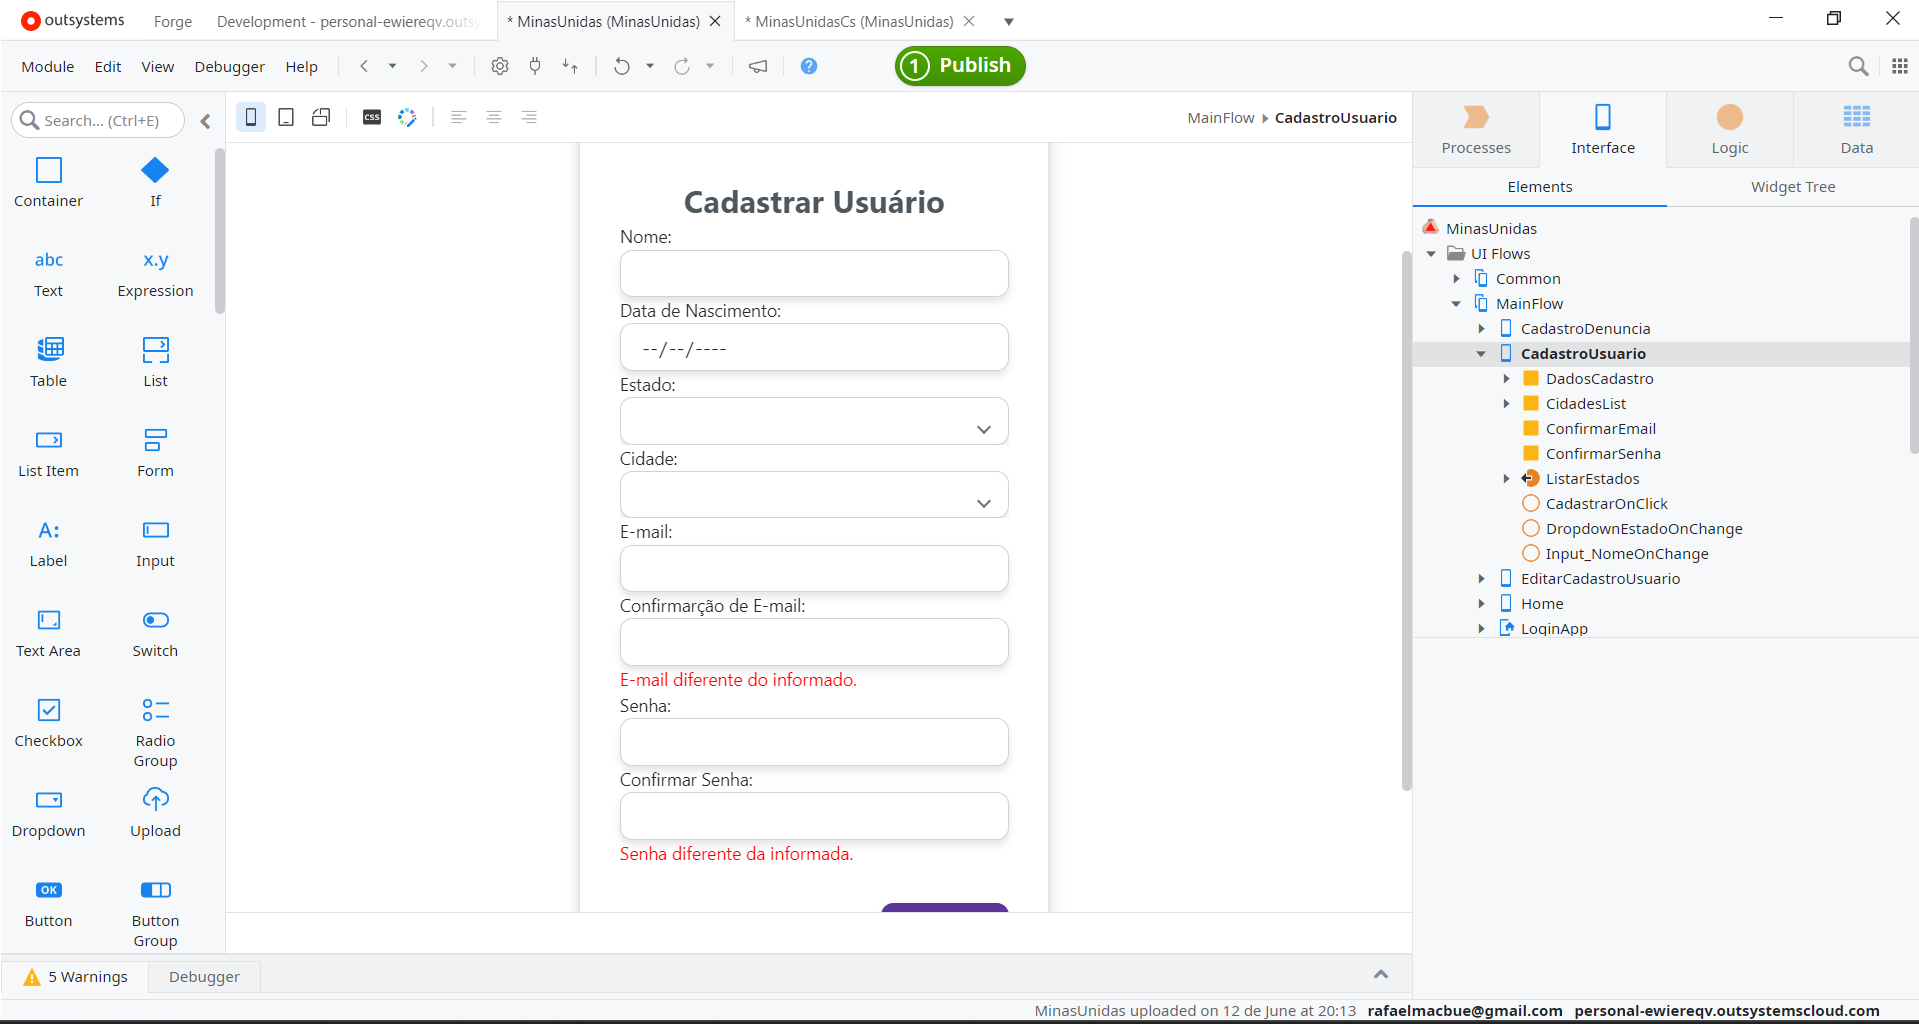 outsystems
Forge
Development - personal-ewiereqv.outsy
* MinasUnidas (MinasUnidas)
* MinasUnidasCs (MinasUnidas)
Module
Edit
View
Debugger
Help
?
1 Publish
Search... (Ctrl+E)
css
MainFlow
CadastroUsuario
Container
If
abc
Text
x.y
Expression
Table
List
List Item
Form
A:
Label
Input
Text Area
Switch
Checkbox
Radio
Group
Dropdown
Upload
OK
Button
Button
Group
Cadastrar Usuário
Nome:
Data de Nascimento:
--/--/----
Estado:
Cidade:
E-mail:
Confirmarção de E-mail:
E-mail diferente do informado.
Senha:
Confirmar Senha:
Senha diferente da informada.
Processes
Interface
Logic
Data
Elements
Widget Tree
MinasUnidas
UI Flows
Common
MainFlow
CadastroDenuncia
CadastroUsuario
DadosCadastro
CidadesList
ConfirmarEmail
ConfirmarSenha
ListarEstados
CadastrarOnClick
DropdownEstadoOnChange
Input_NomeOnChange
EditarCadastroUsuario
Home
LoginApp
5 Warnings
Debugger
MinasUnidas uploaded on 12 de June at 20:13 rafaelmacbue@gmail.com personal-ewiereqv.outsystemscloud.com